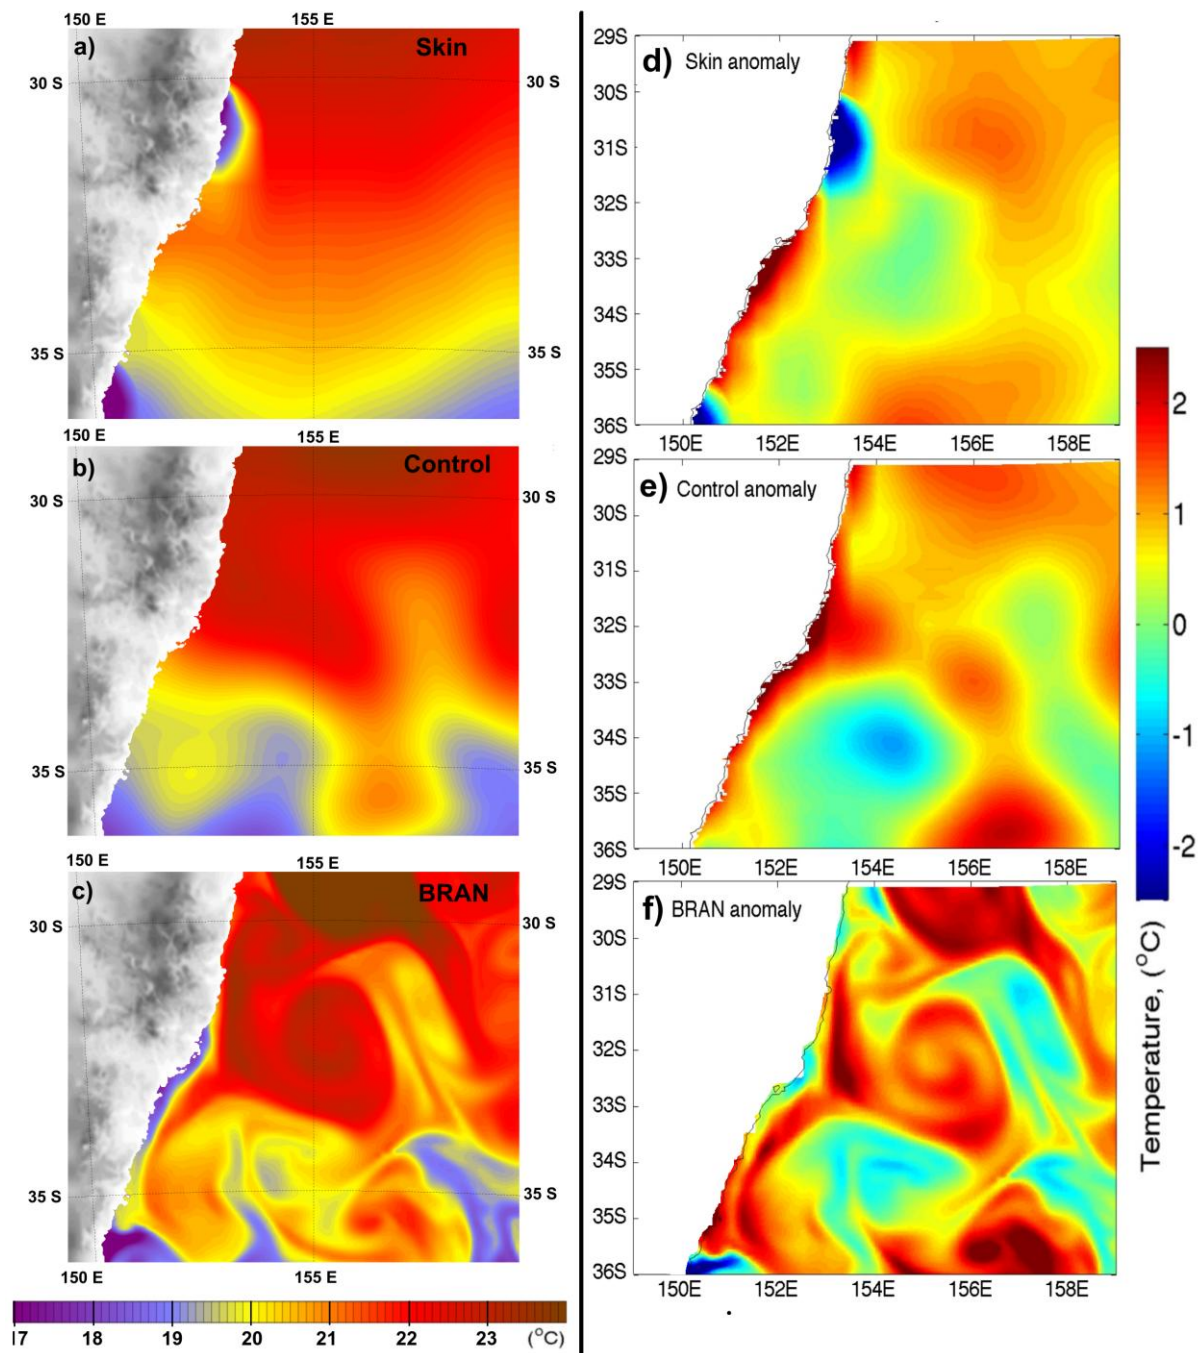 150 E 155 E
a) Skin
30 S 30 S
35 S 35 S
150 E 155 E
b) Control
30 S 30 S
35 S 35 S
150 E 155 E
c) BRAN
30 S 30 S
35 S 35 S
150 E 155 E
17 18 19 20 21 22 23 (°C)
d) Skin anomaly
29S
30S
31S
32S
33S
34S
35S
36S
150E 152E 154E 156E 158E
e) Control anomaly
29S
30S
31S
32S
33S
34S
35S
36S
150E 152E 154E 156E 158E
f) BRAN anomaly
29S
30S
31S
32S
33S
34S
35S
36S
150E 152E 154E 156E 158E
2
1
0
-1
-2
Temperature, (°C)